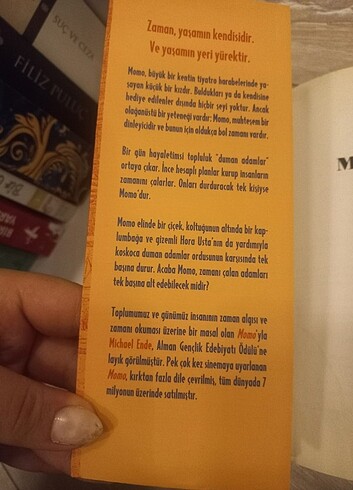 SUÇ VE CEZA
Zaman, yaşamın kendisidir.
Ve yaşamın yeri yürektir.
Momo, büyük bir kentin tiyatro harabelerinde ya-
şayan küçük bir kızdır. Buldukları ya da kendisine
hediye edilenler dışında hiçbir şeyi yoktur. Ancak
olağanüstü bir yeteneği vardır: Momo, muhteşem bir
dinleyicidir ve bunun için oldukça bol zamanı vardır.
Bir gün hayaletimsi topluluk "duman adamlar"
ortaya çıkar. İnce hesaplı planlar kurup insanların
zamanını çalarlar. Onları durduracak tek kişiyse
Momo'dur.
Momo elinde bir çiçek, koltuğunun altında bir kap-
lumbağa ve gizemli Hora Usta'nın da yardımıyla
koskoca duman adamlar ordusunun karşısında tek
başına durur. Acaba Momo, zamanı çalan adamları
tek başına alt edebilecek midir?
Toplumumuz ve günümüz insanının zaman algısı ve
zamanı okuması üzerine bir masal olan Momo'yla
Michael Ende, Alman Gençlik Edebiyatı Ödülü'ne
layık görülmüştür. Pek çok kez sinemaya uyarlanan
Momo, kırktan fazla dile çevrilmiş, tüm dünyada 7
milyonun üzerinde satılmıştır.
M